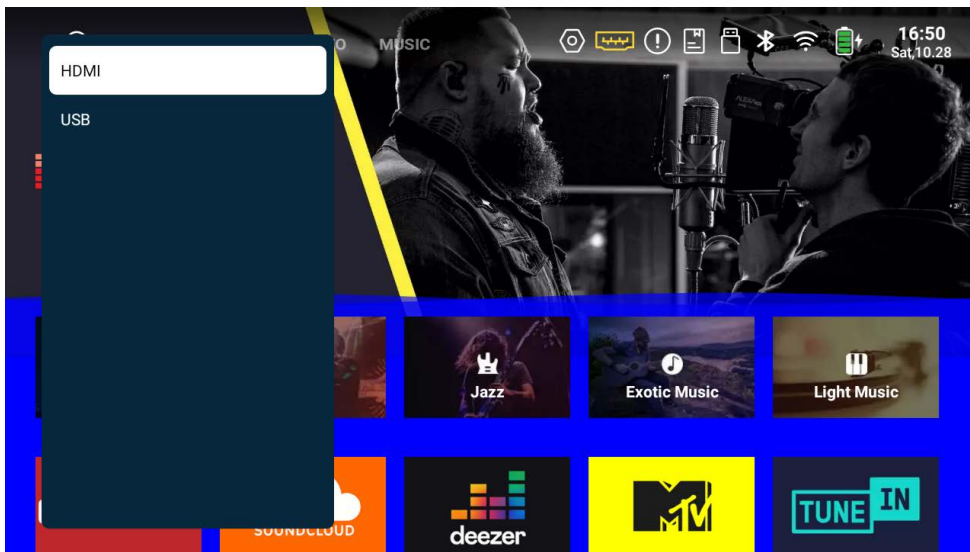 HDMI
USB
O
MUSIC
16:50
Sat,10.28
Jazz
Exotic Music
Light Music
SOUNDCLOUD
deezer
MTV
TUNE IN